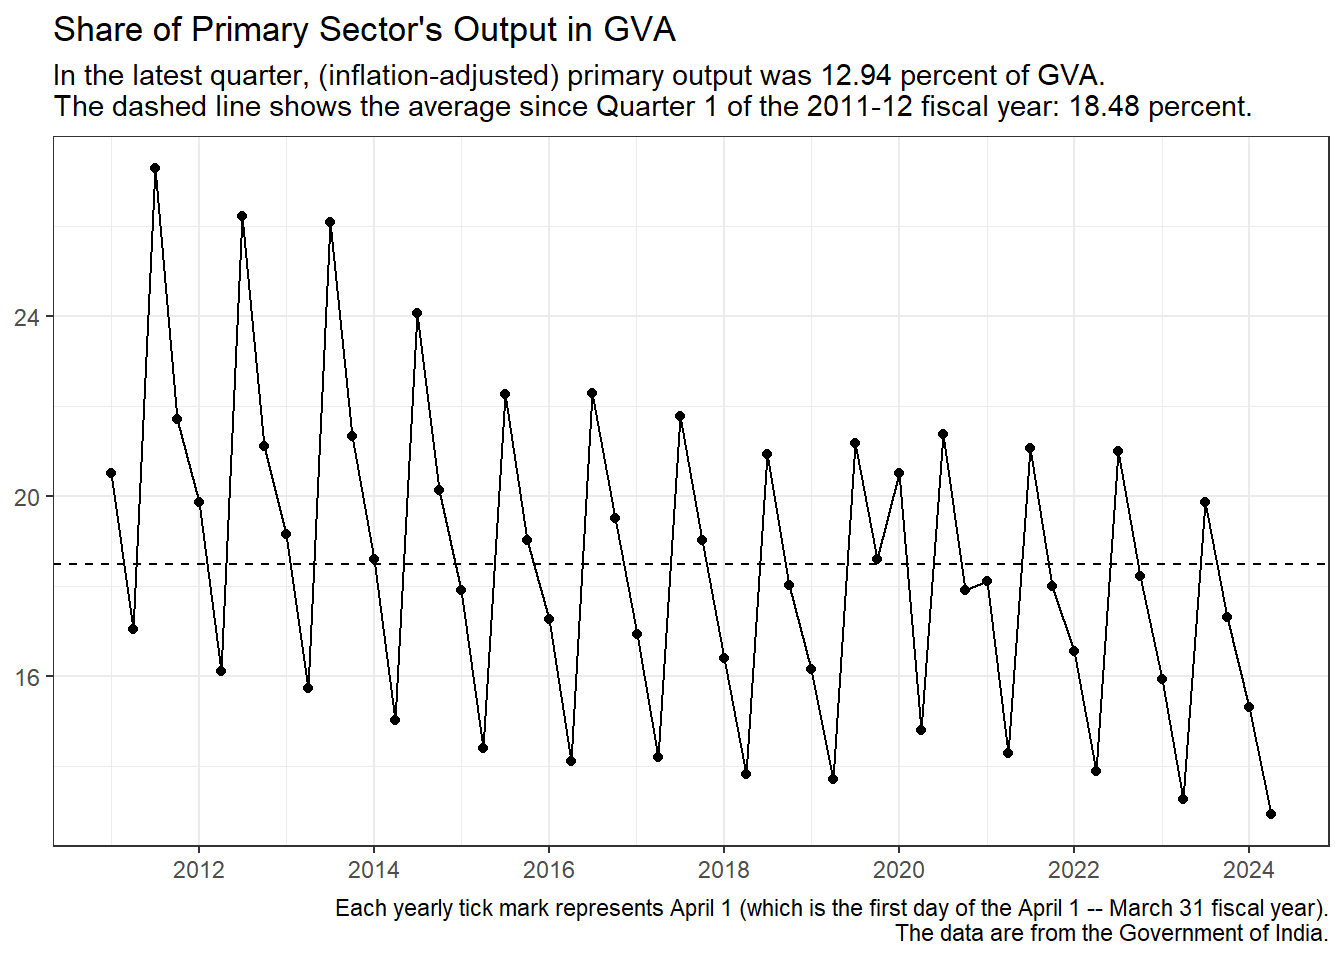 Share of Primary Sector's Output in GVA
In the latest quarter, (inflation-adjusted) primary output was 12.94 percent of GVA.
The dashed line shows the average since Quarter 1 of the 2011-12 fiscal year: 18.48 percent.
24
20
16
2012 2014 2016 2018 2020 2022 2024
Each yearly tick mark represents April 1 (which is the first day of the April 1 -- March 31 fiscal year).
The data are from the Government of India.